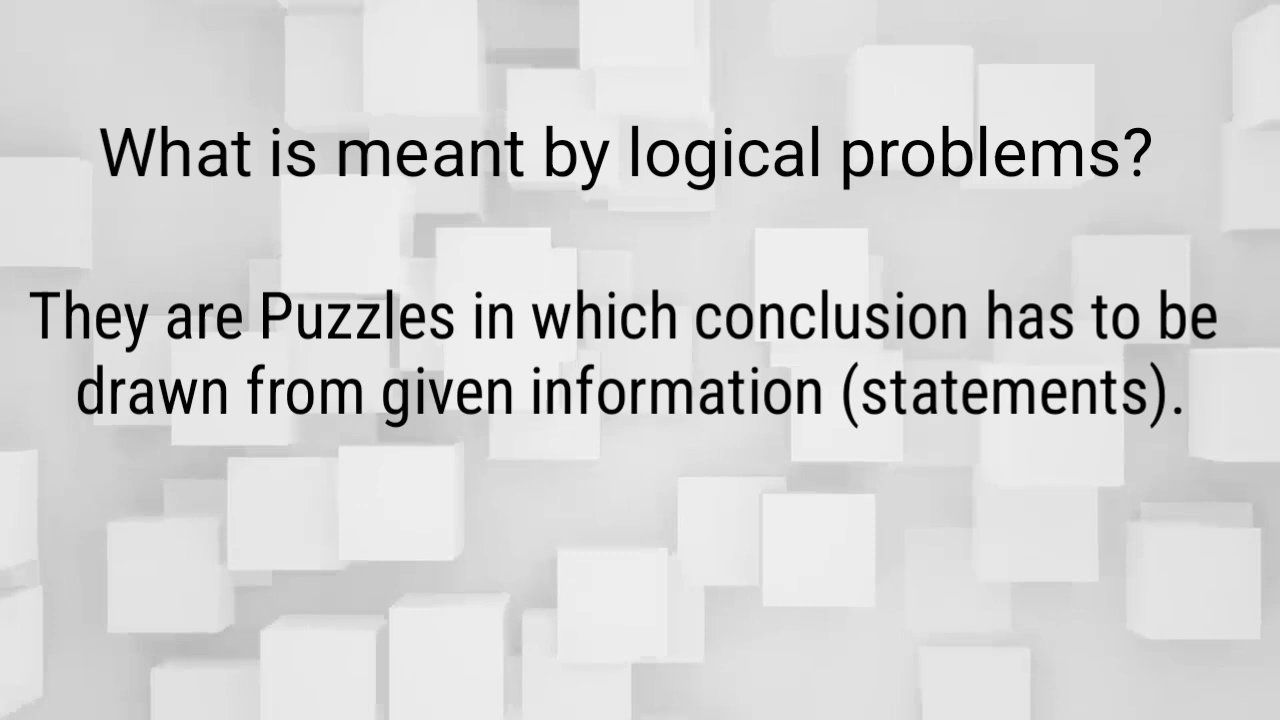 What is meant by logical problems?
They are Puzzles in which conclusion has to be
drawn from given information (statements).